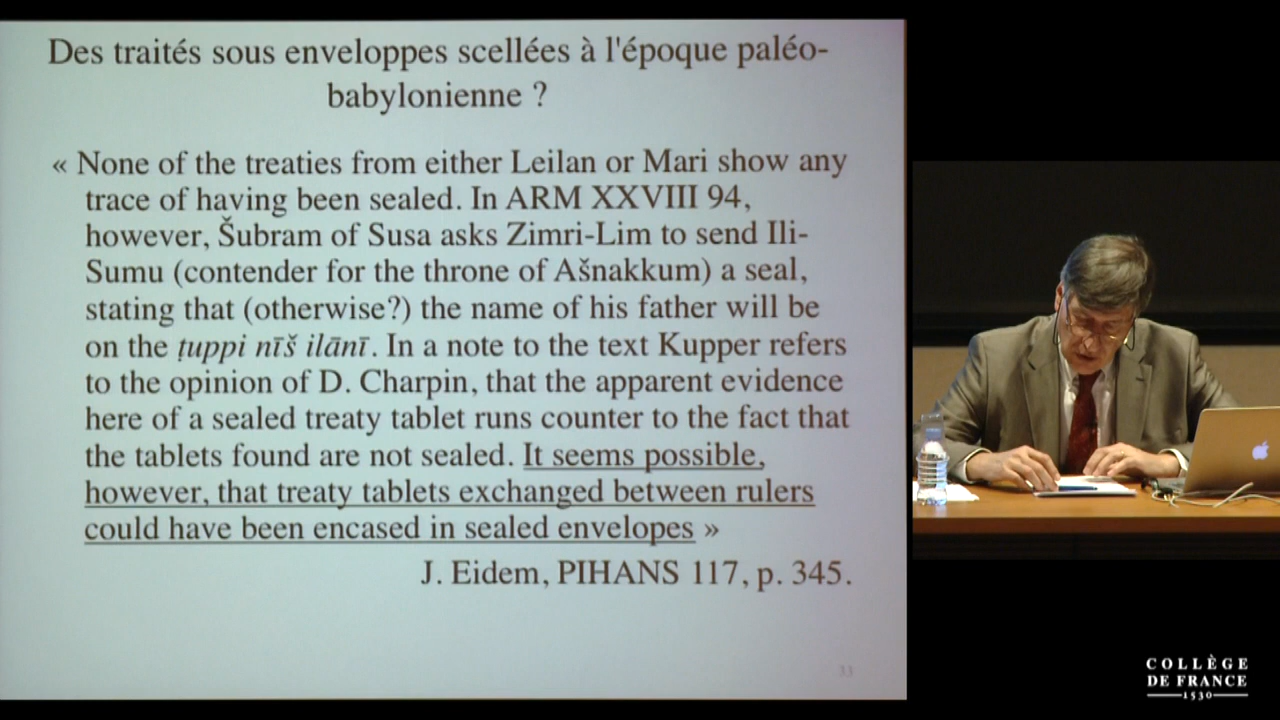 Des traités sous enveloppes scellées à l'époque paléo-
babylonienne ?
« None of the treaties from either Leilan or Mari show any
trace of having been sealed. In ARM XXVIII 94,
however, Šubram of Susa asks Zimri-Lim to send Ili-
Sumu (contender for the throne of Ašnakkum) a seal,
stating that (otherwise?) the name of his father will be
on the ṭuppi nīš ilānī. In a note to the text Kupper refers
to the opinion of D. Charpin, that the apparent evidence
here of a sealed treaty tablet runs counter to the fact that
the tablets found are not sealed. It seems possible,
however, that treaty tablets exchanged between rulers
could have been encased in sealed envelopes »
J. Eidem, PIHANS 117, p. 345.
33
COLLÈGE
DE FRANCE
1530